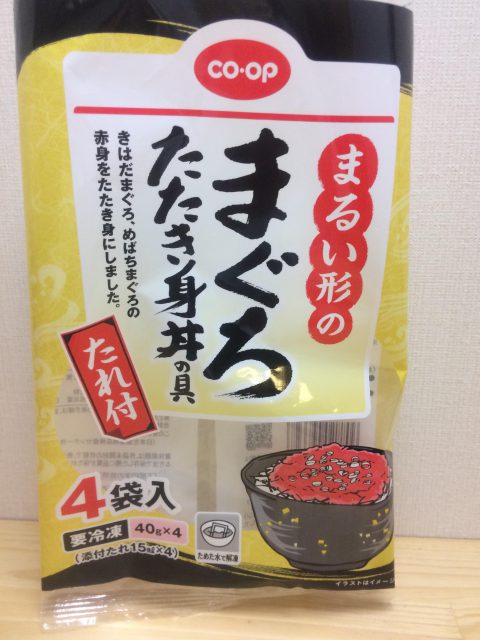 CO·OP
まるい形の
まぐろ
たたき身丼の具
きはだまぐろ、めばちまぐろの
赤身をたたき身にしました。
たれ付
4袋入
要冷凍
40g×4
(添付たれ15mℓ×4)
ためた水で解凍
イラストはイメージ